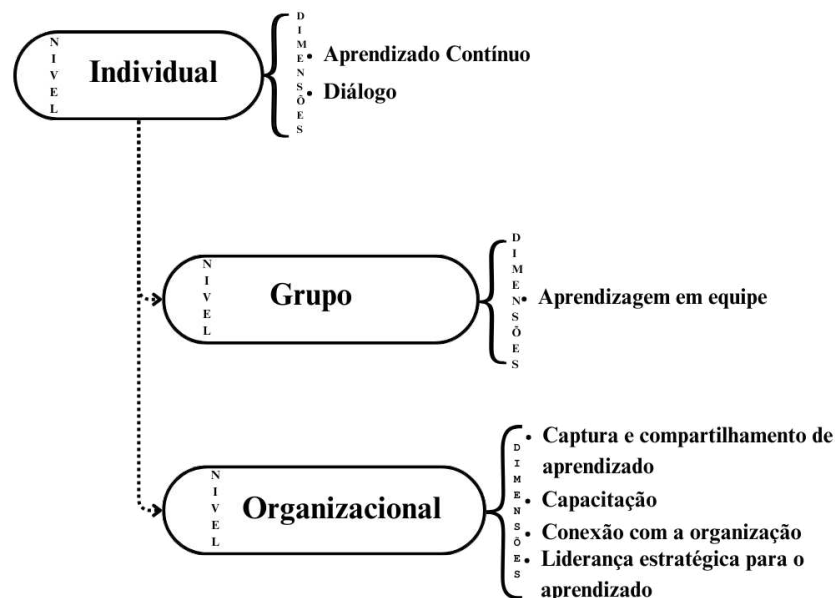 NIVEL
Individual
DIMENSÕES
• Aprendizado Contínuo
• Diálogo
NIVEL
Grupo
DIMENSÕES
• Aprendizagem em equipe
NIVEL
Organizacional
DIMENSÕES
• Captura e compartilhamento de
aprendizado
• Capacitação
• Conexão com a organização
• Liderança estratégica para o
aprendizado